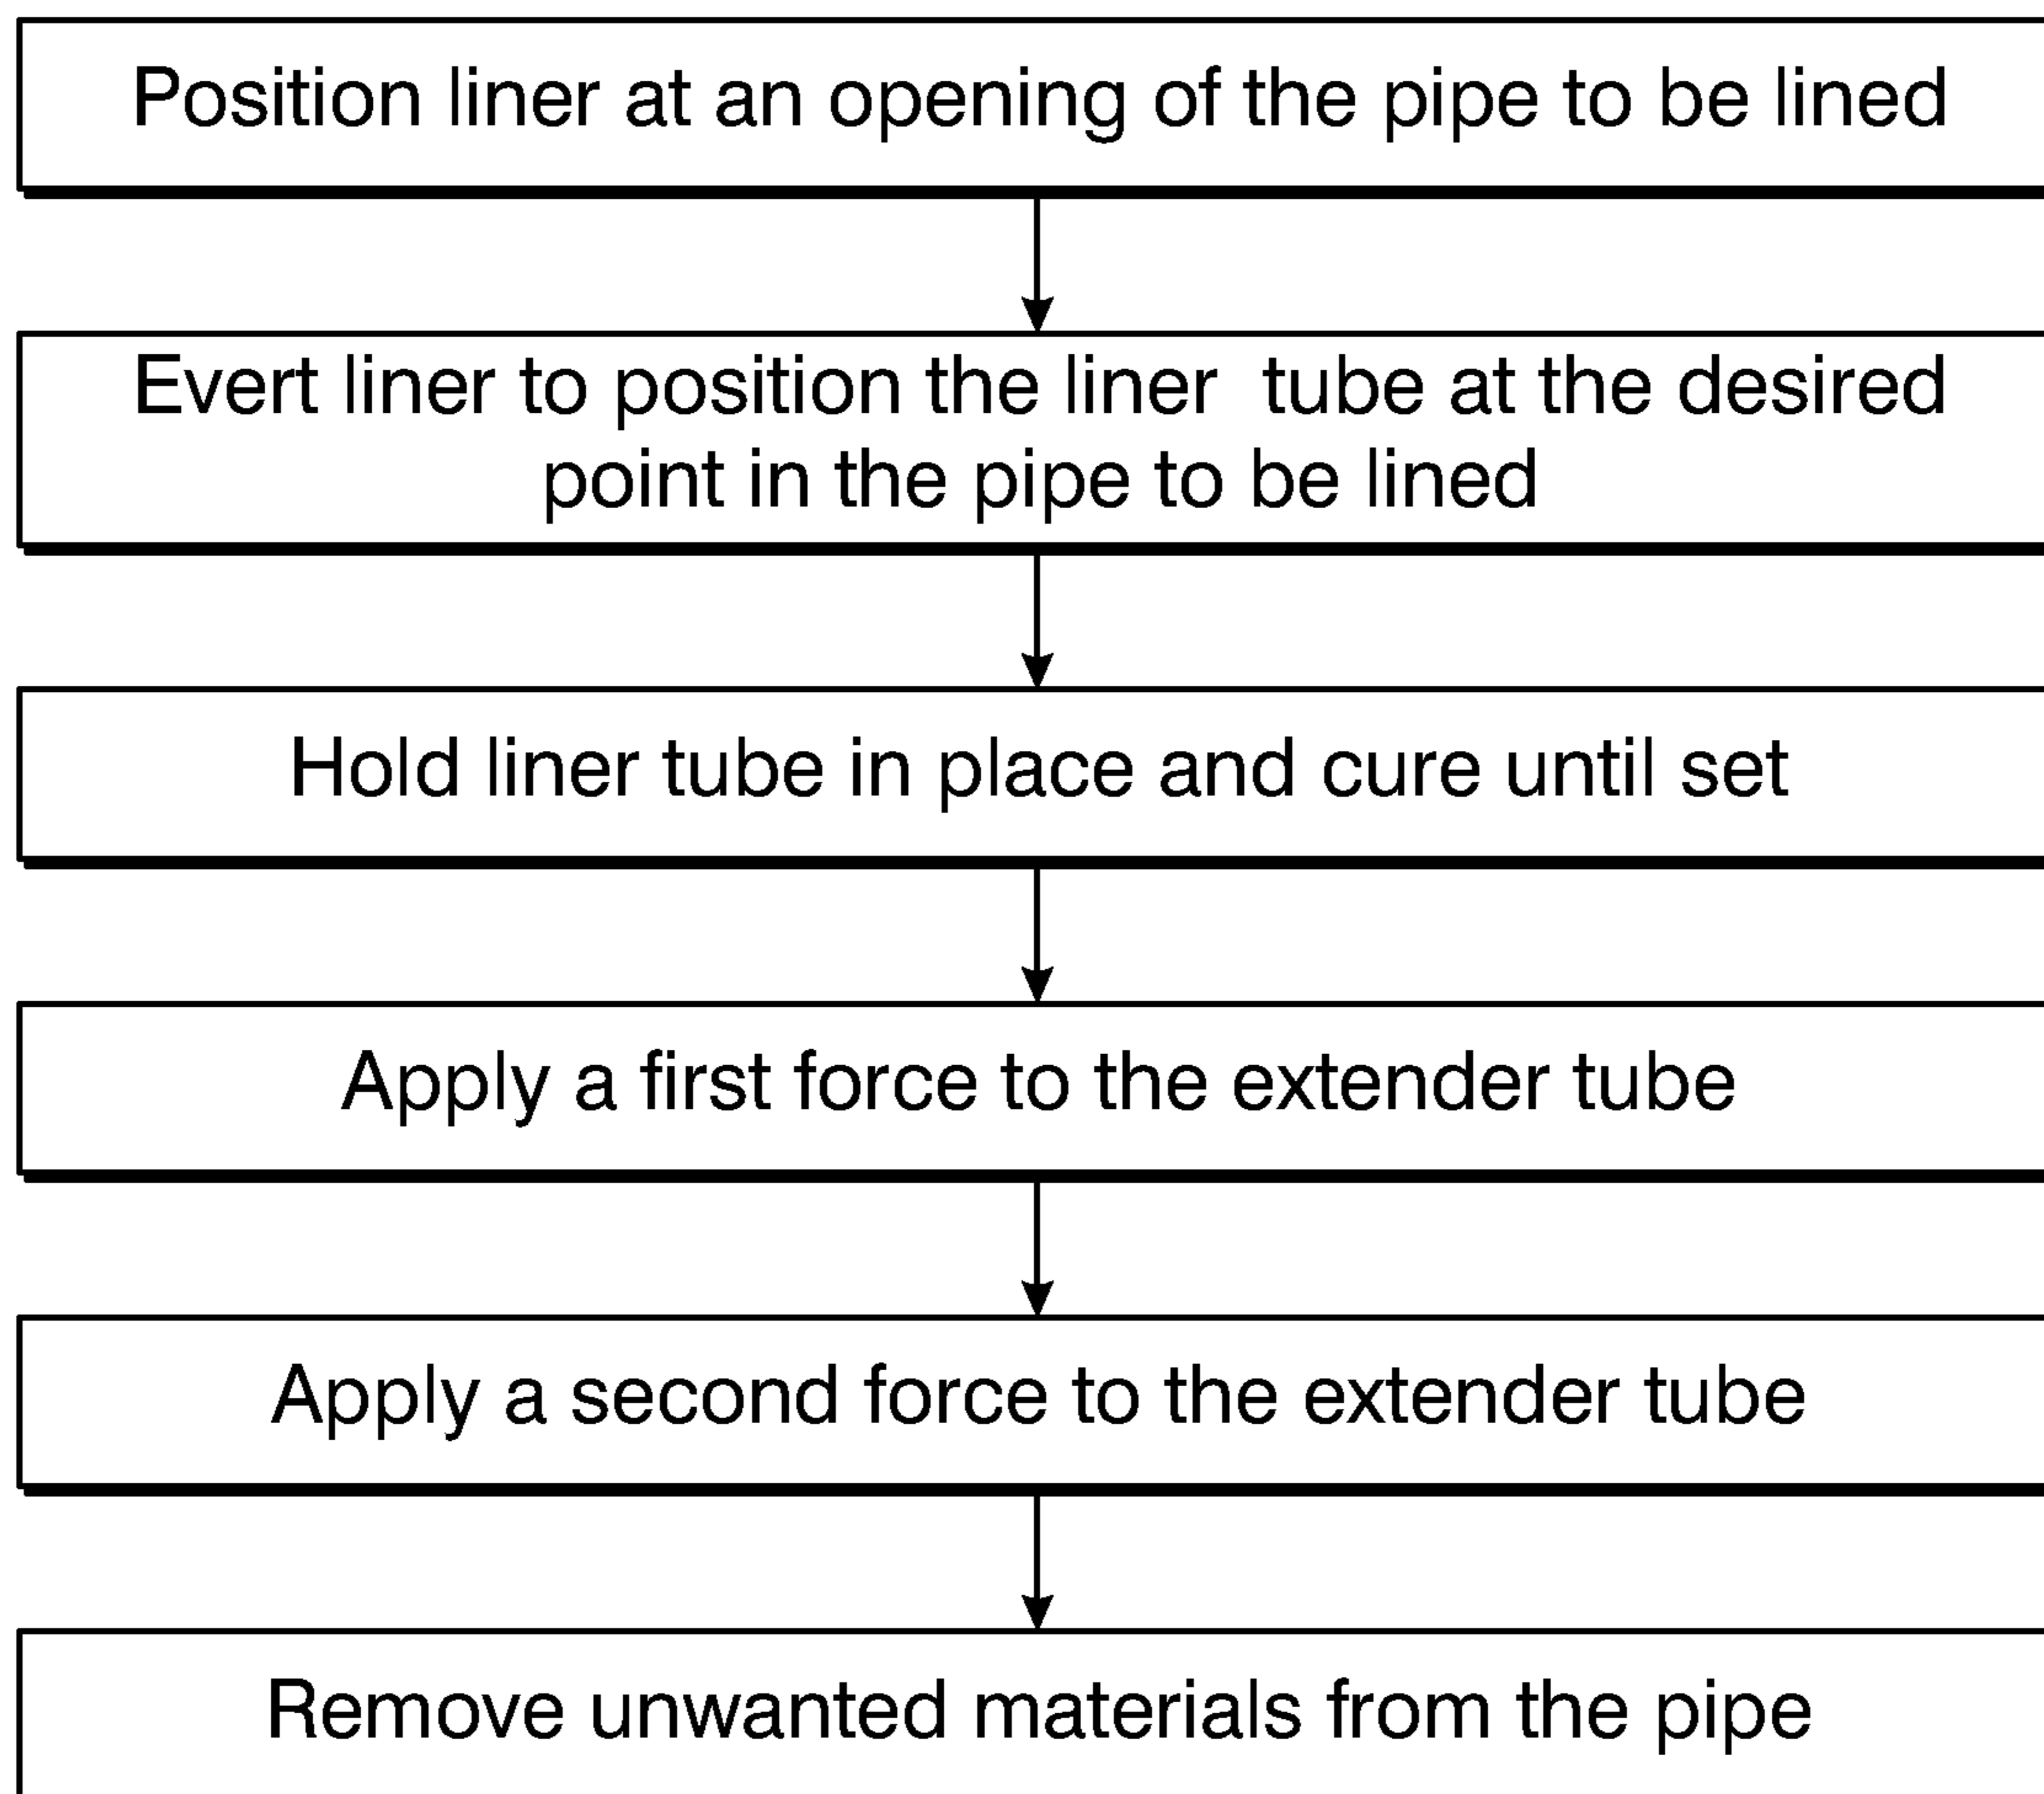 Position liner at an opening of the pipe to be lined
Evert liner to position the liner tube at the desired
point in the pipe to be lined
Hold liner tube in place and cure until set
Apply a first force to the extender tube
Apply a second force to the extender tube
Remove unwanted materials from the pipe